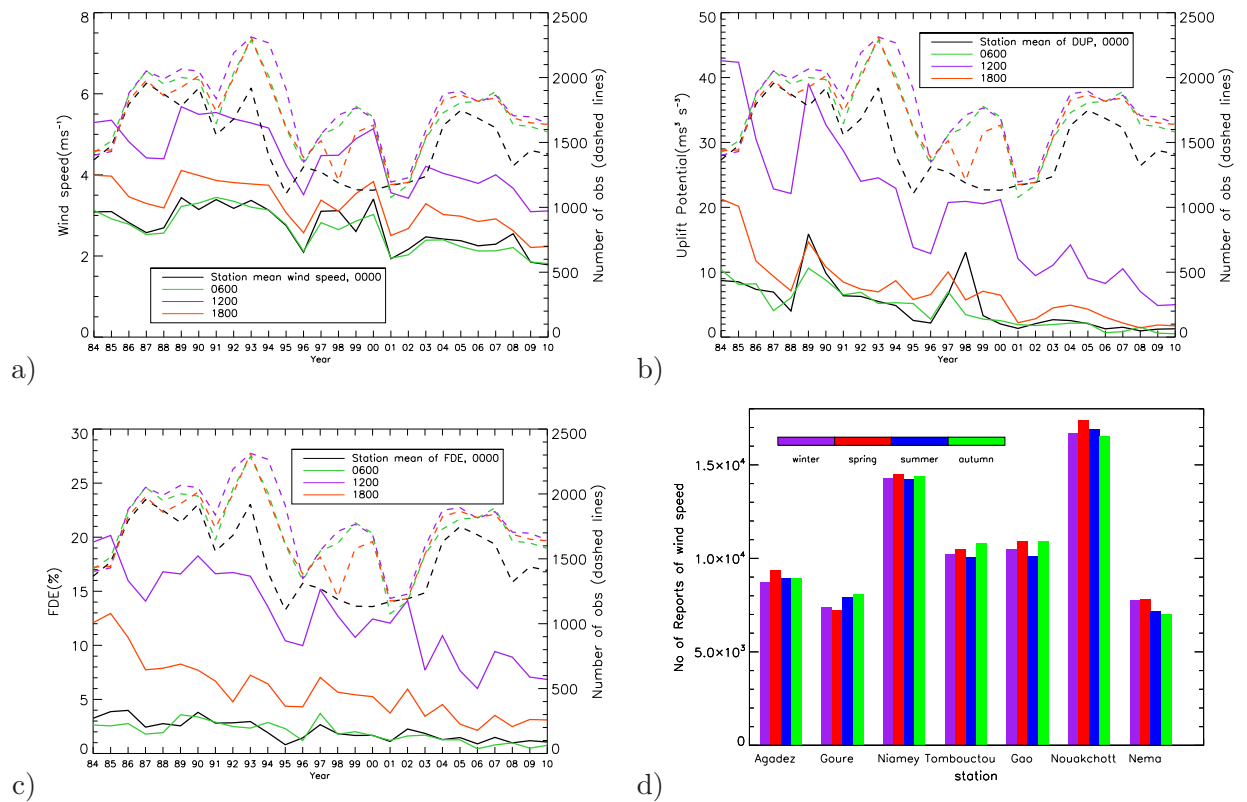 8
6
4
2
0
Wind speed(ms⁻¹)
2500
2000
1500
1000
500
0
Number of obs (dashed lines)
Station mean wind speed, 0000
0600
1200
1800
84 85 86 87 88 89 90 91 92 93 94 95 96 97 98 99 00 01 02 03 04 05 06 07 08 09 10
Year
a)
50
40
30
20
10
0
Uplift Potential(ms³ s⁻³)
2500
2000
1500
1000
500
0
Number of obs (dashed lines)
Station mean of DUP, 0000
0600
1200
1800
84 85 86 87 88 89 90 91 92 93 94 95 96 97 98 99 00 01 02 03 04 05 06 07 08 09 10
Year
b)
30
25
20
15
10
5
0
FDE(%)
2500
2000
1500
1000
500
0
Number of obs (dashed lines)
Station mean of FDE, 0000
0600
1200
1800
84 85 86 87 88 89 90 91 92 93 94 95 96 97 98 99 00 01 02 03 04 05 06 07 08 09 10
Year
c)
1.5×10⁴
1.0×10⁴
5.0×10³
0
No of Reports of wind speed
winter spring summer autumn
Agadez Goure Niamey Tombouctou Gao Nouakchott Nema
station
d)